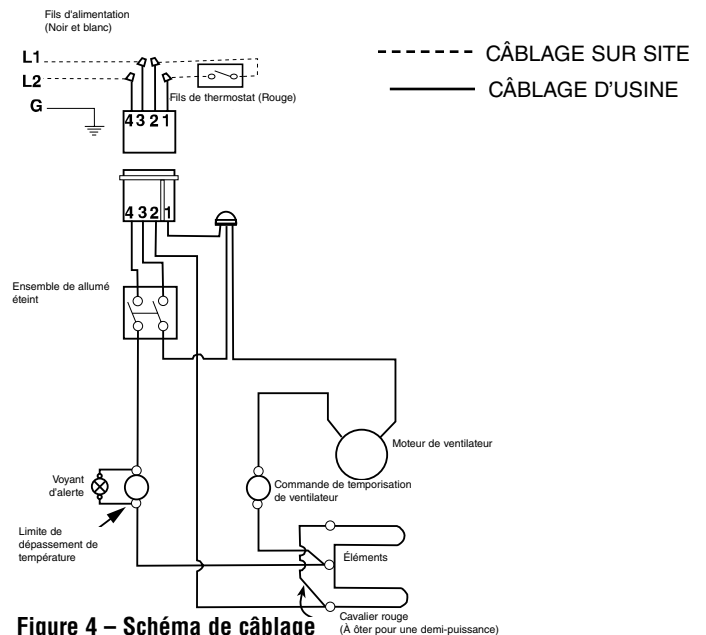 Fils d'alimentation
(Noir et blanc)
L1
L2
G
Fils de thermostat (Rouge)
4 3 2 1
CÂBLAGE SUR SITE
CÂBLAGE D'USINE
4 3 2 1
Ensemble de allumé
éteint
Moteur de ventilateur
Voyant
d'alerte
Commande de temporisation
de ventilateur
Limite de
dépassement de
température
Éléments
Cavalier rouge
(À ôter pour une demi-puissance)
Figure 4 – Schéma de câblage